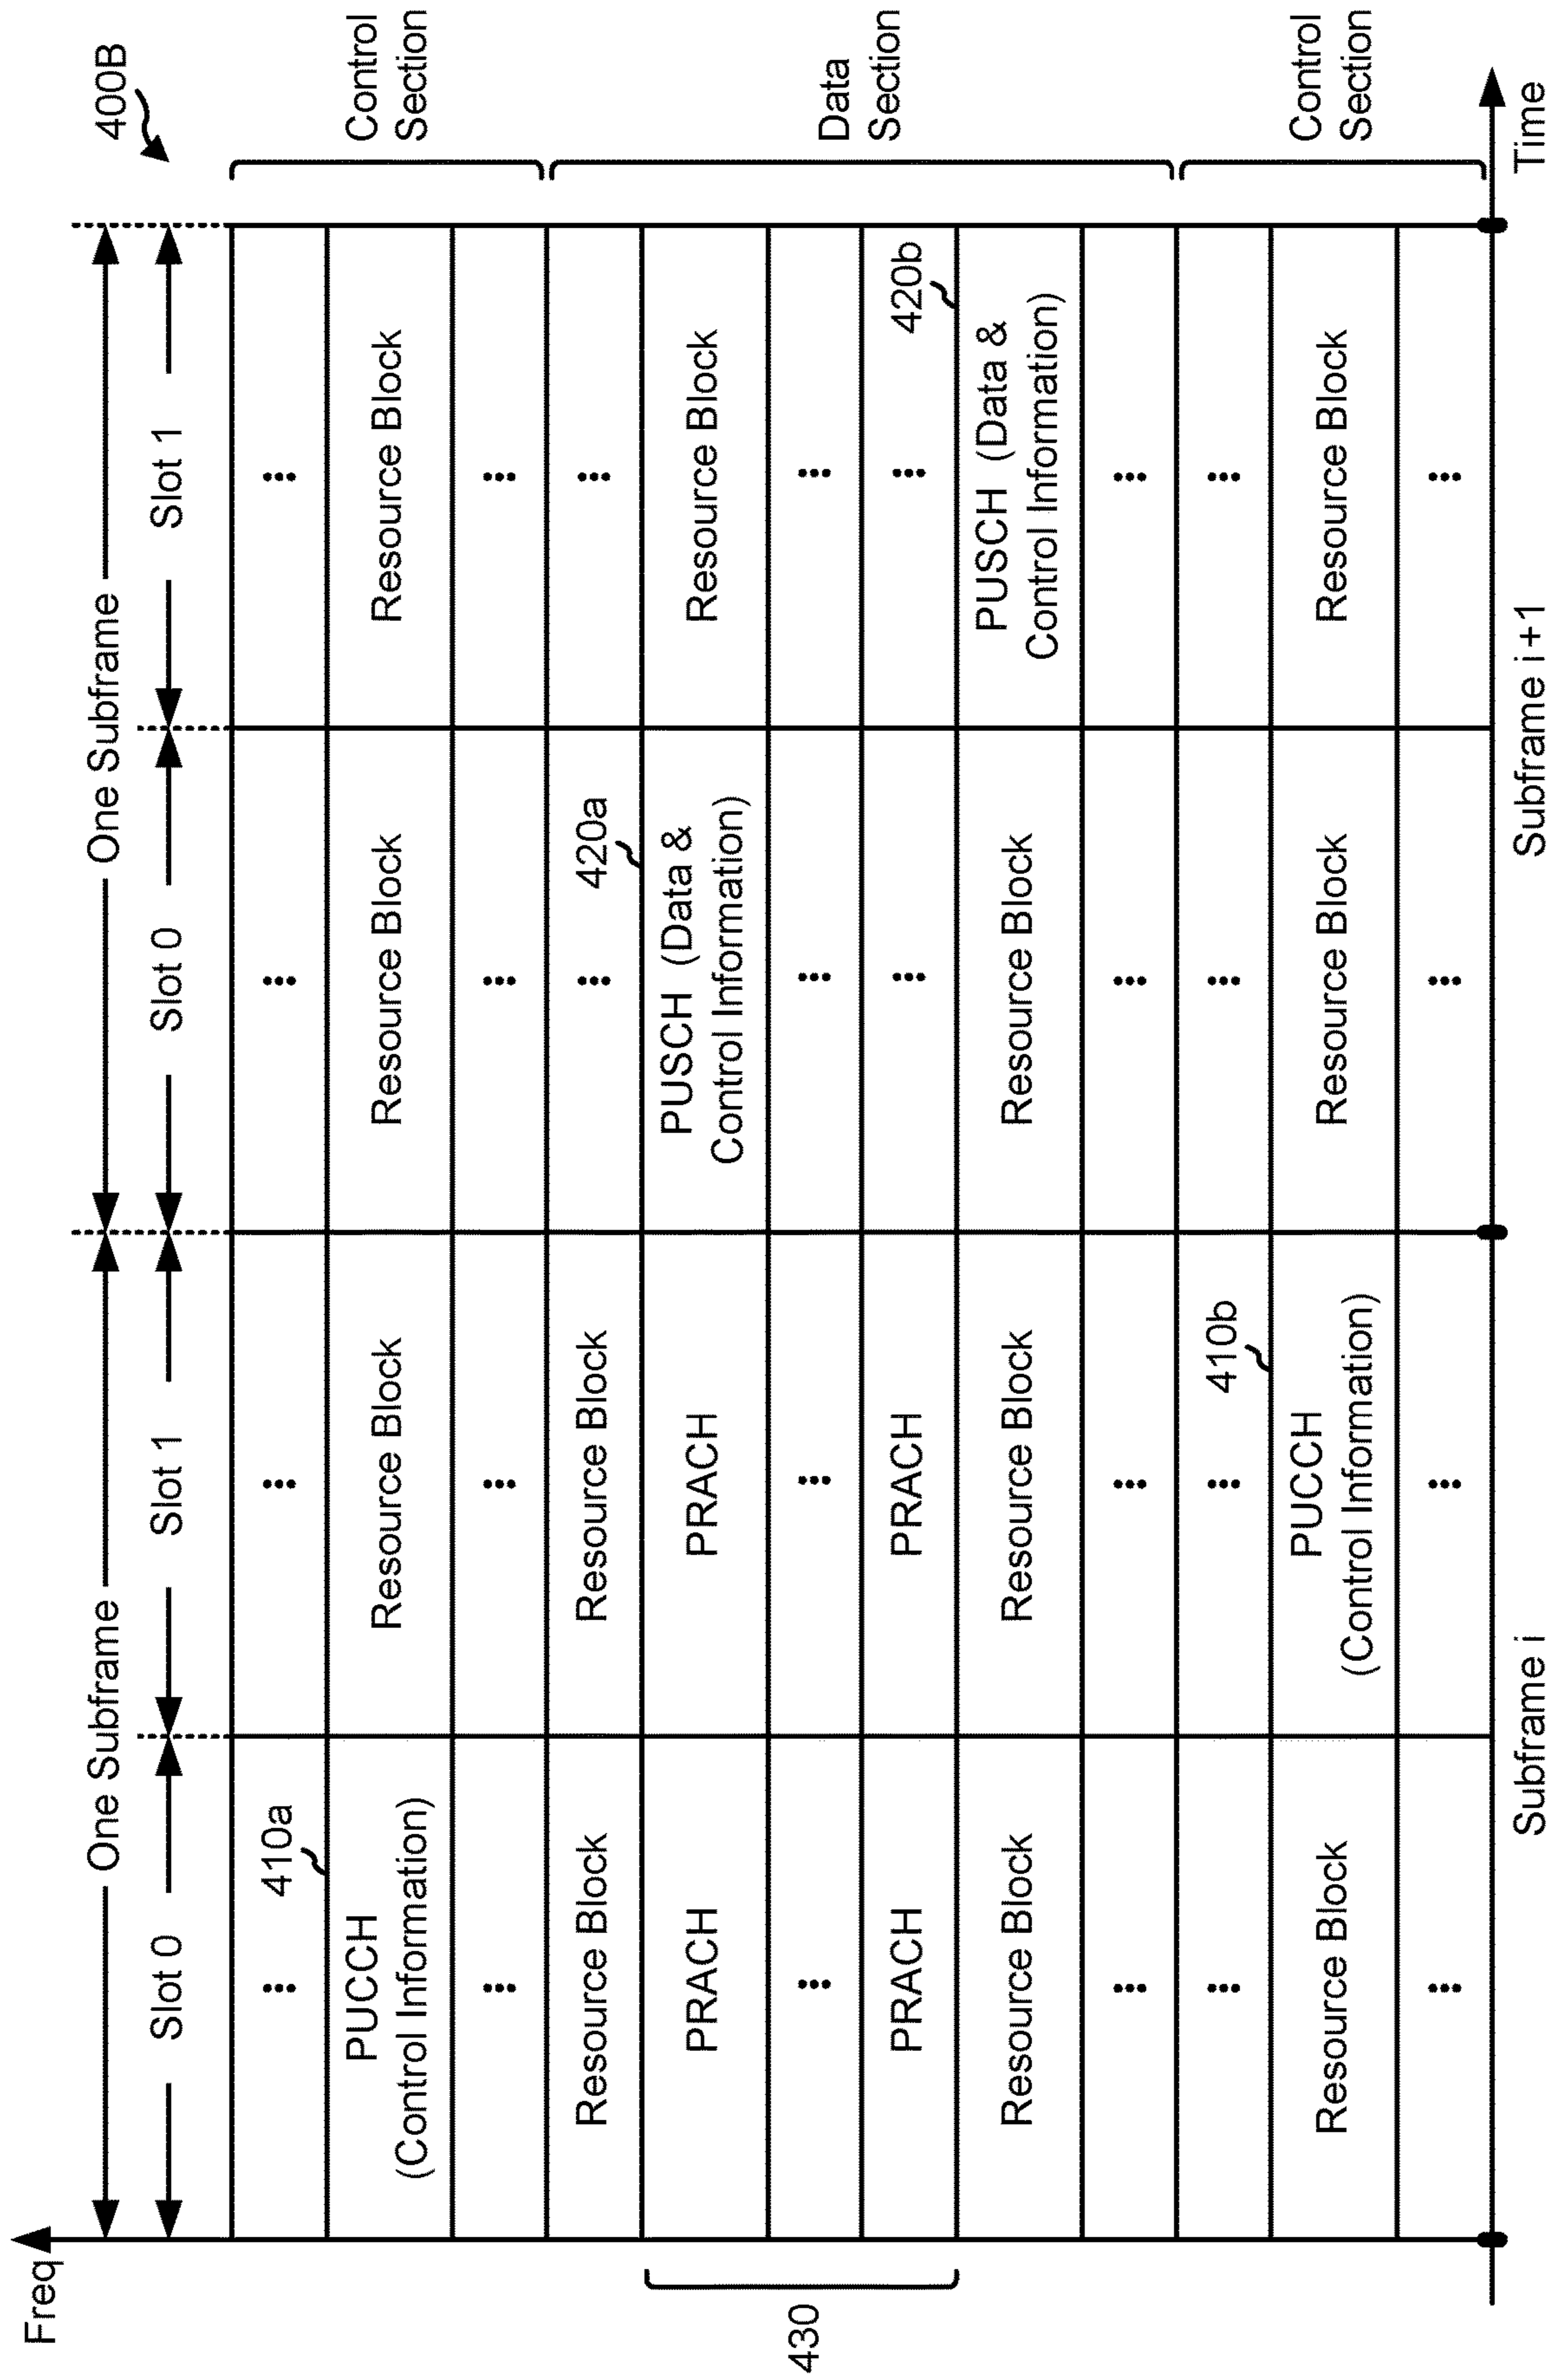 400B
Freq
One Subframe
One Subframe
Slot 0
Slot 1
Slot 0
Slot 1
⋮
410a
⋮
⋮
⋮
PUCCH
(Control Information)
Resource Block
Resource Block
Resource Block
Control
Section
⋮
⋮
⋮
⋮
Resource Block
Resource Block
⋮
420a
⋮
PRACH
PRACH
PUSCH (Data &
Control Information)
Resource Block
430
⋮
⋮
⋮
⋮
Data
Section
PRACH
PRACH
⋮
⋮
420b
Resource Block
Resource Block
Resource Block
PUSCH (Data &
Control Information)
⋮
⋮
⋮
⋮
⋮
⋮
410b
⋮
⋮
Resource Block
PUCCH
(Control Information)
Resource Block
Resource Block
Control
Section
⋮
⋮
⋮
⋮
Subframe i
Subframe i +1
Time